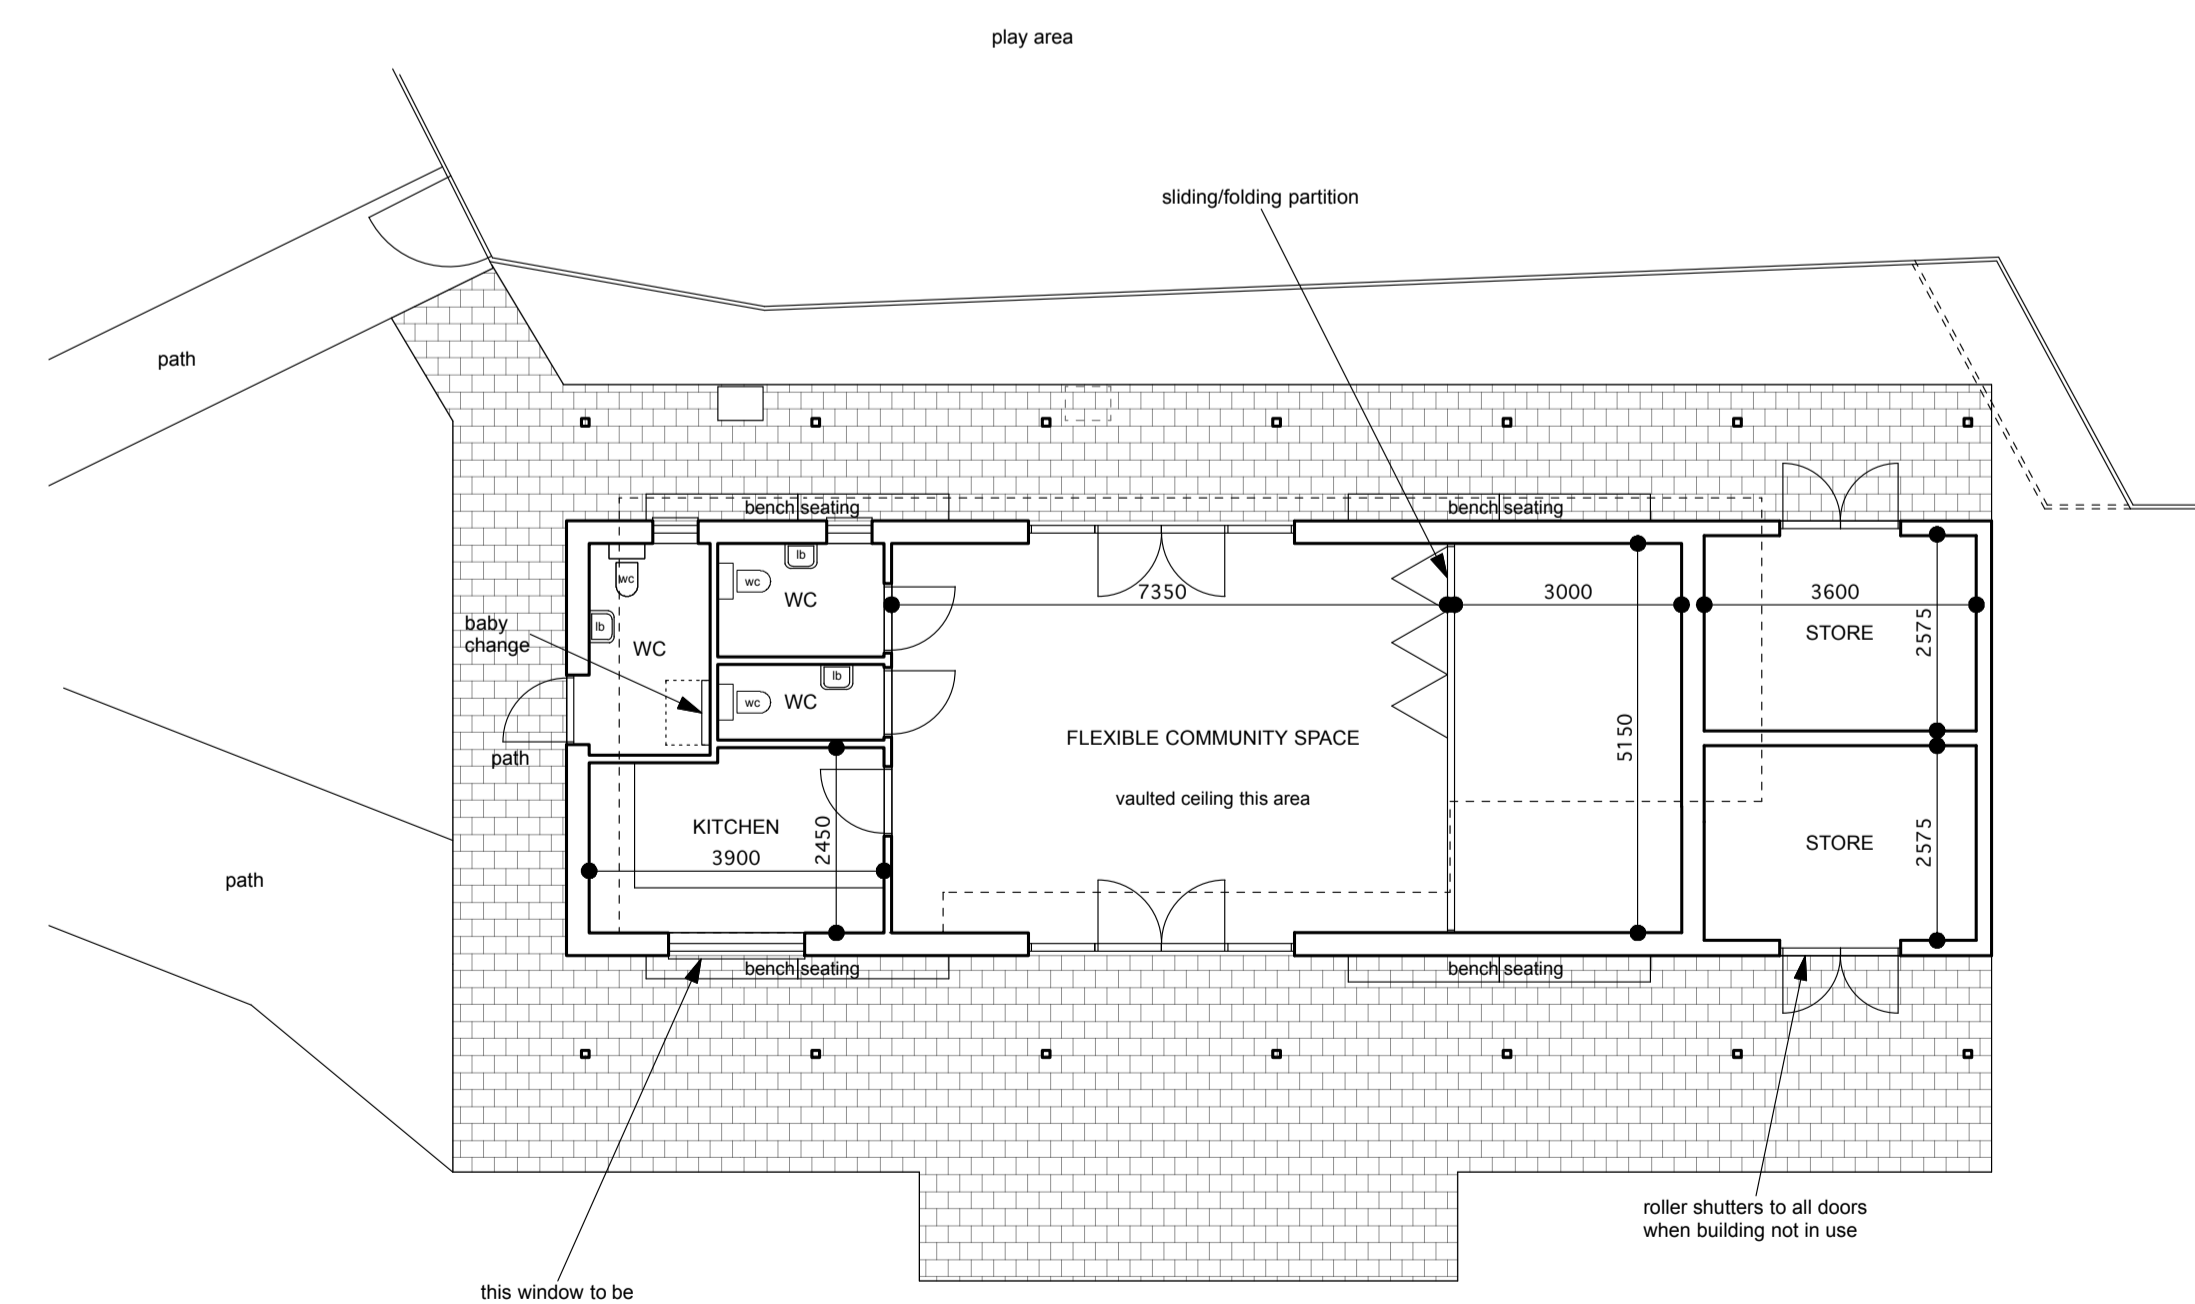 play area
sliding/folding partition
path
bench seating
bench seating
lb
wc
wc
WC
7350
3000
3600
baby
change
lb
WC
STORE
2575
lb
wc
WC
path
FLEXIBLE COMMUNITY SPACE
5150
vaulted ceiling this area
KITCHEN
3900
2450
STORE
2575
path
bench seating
bench seating
roller shutters to all doors
when building not in use
this window to be